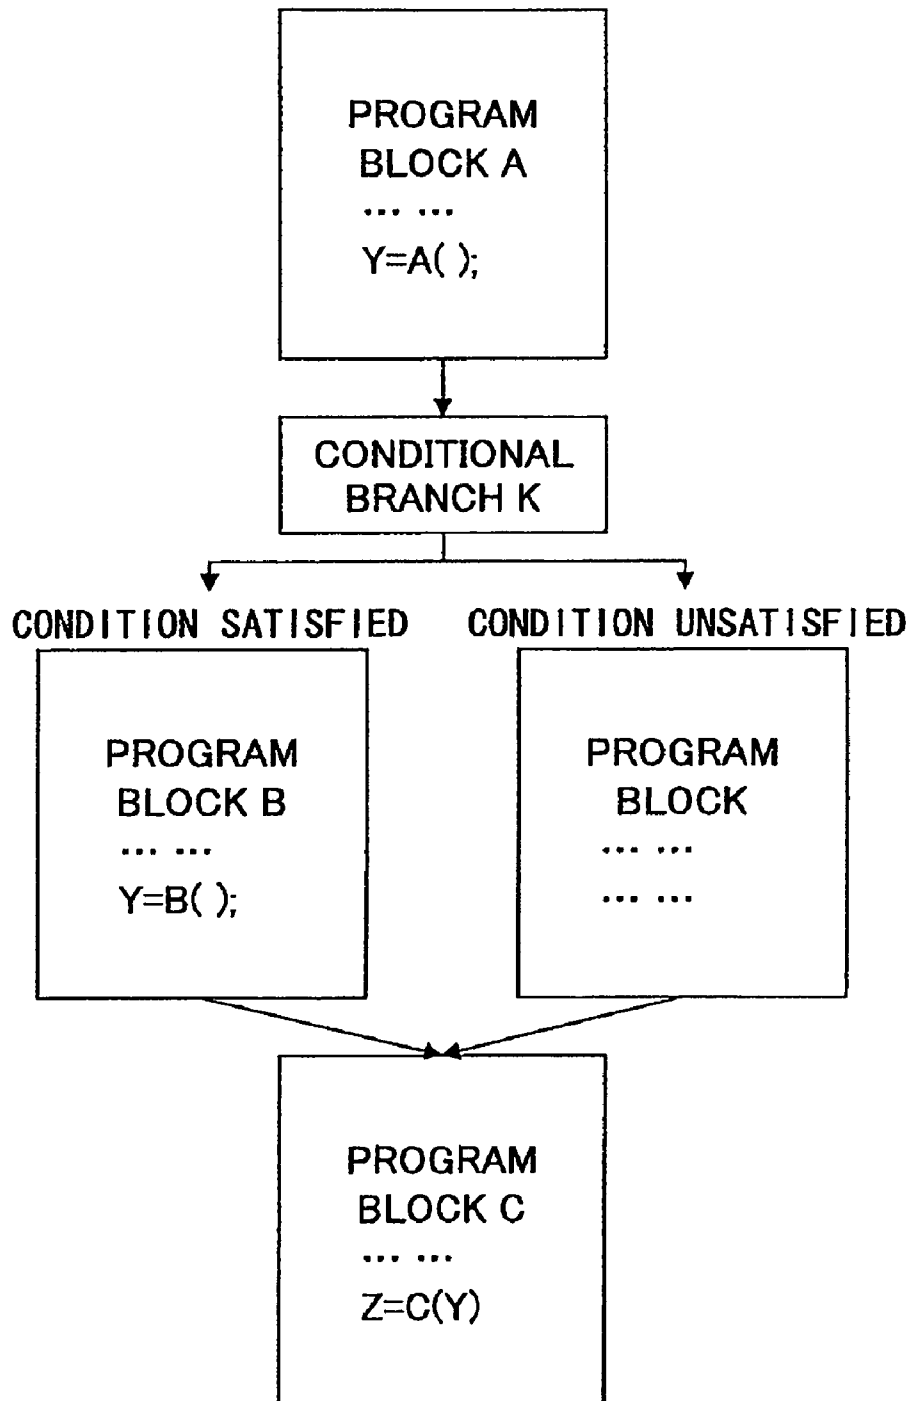 PROGRAM
BLOCK A
... ...
Y=A( );
CONDITIONAL
BRANCH K
CONDITION SATISFIED
CONDITION UNSATISFIED
PROGRAM
BLOCK B
... ...
Y=B( );
PROGRAM
BLOCK
... ...
... ...
PROGRAM
BLOCK C
... ...
Z=C(Y)